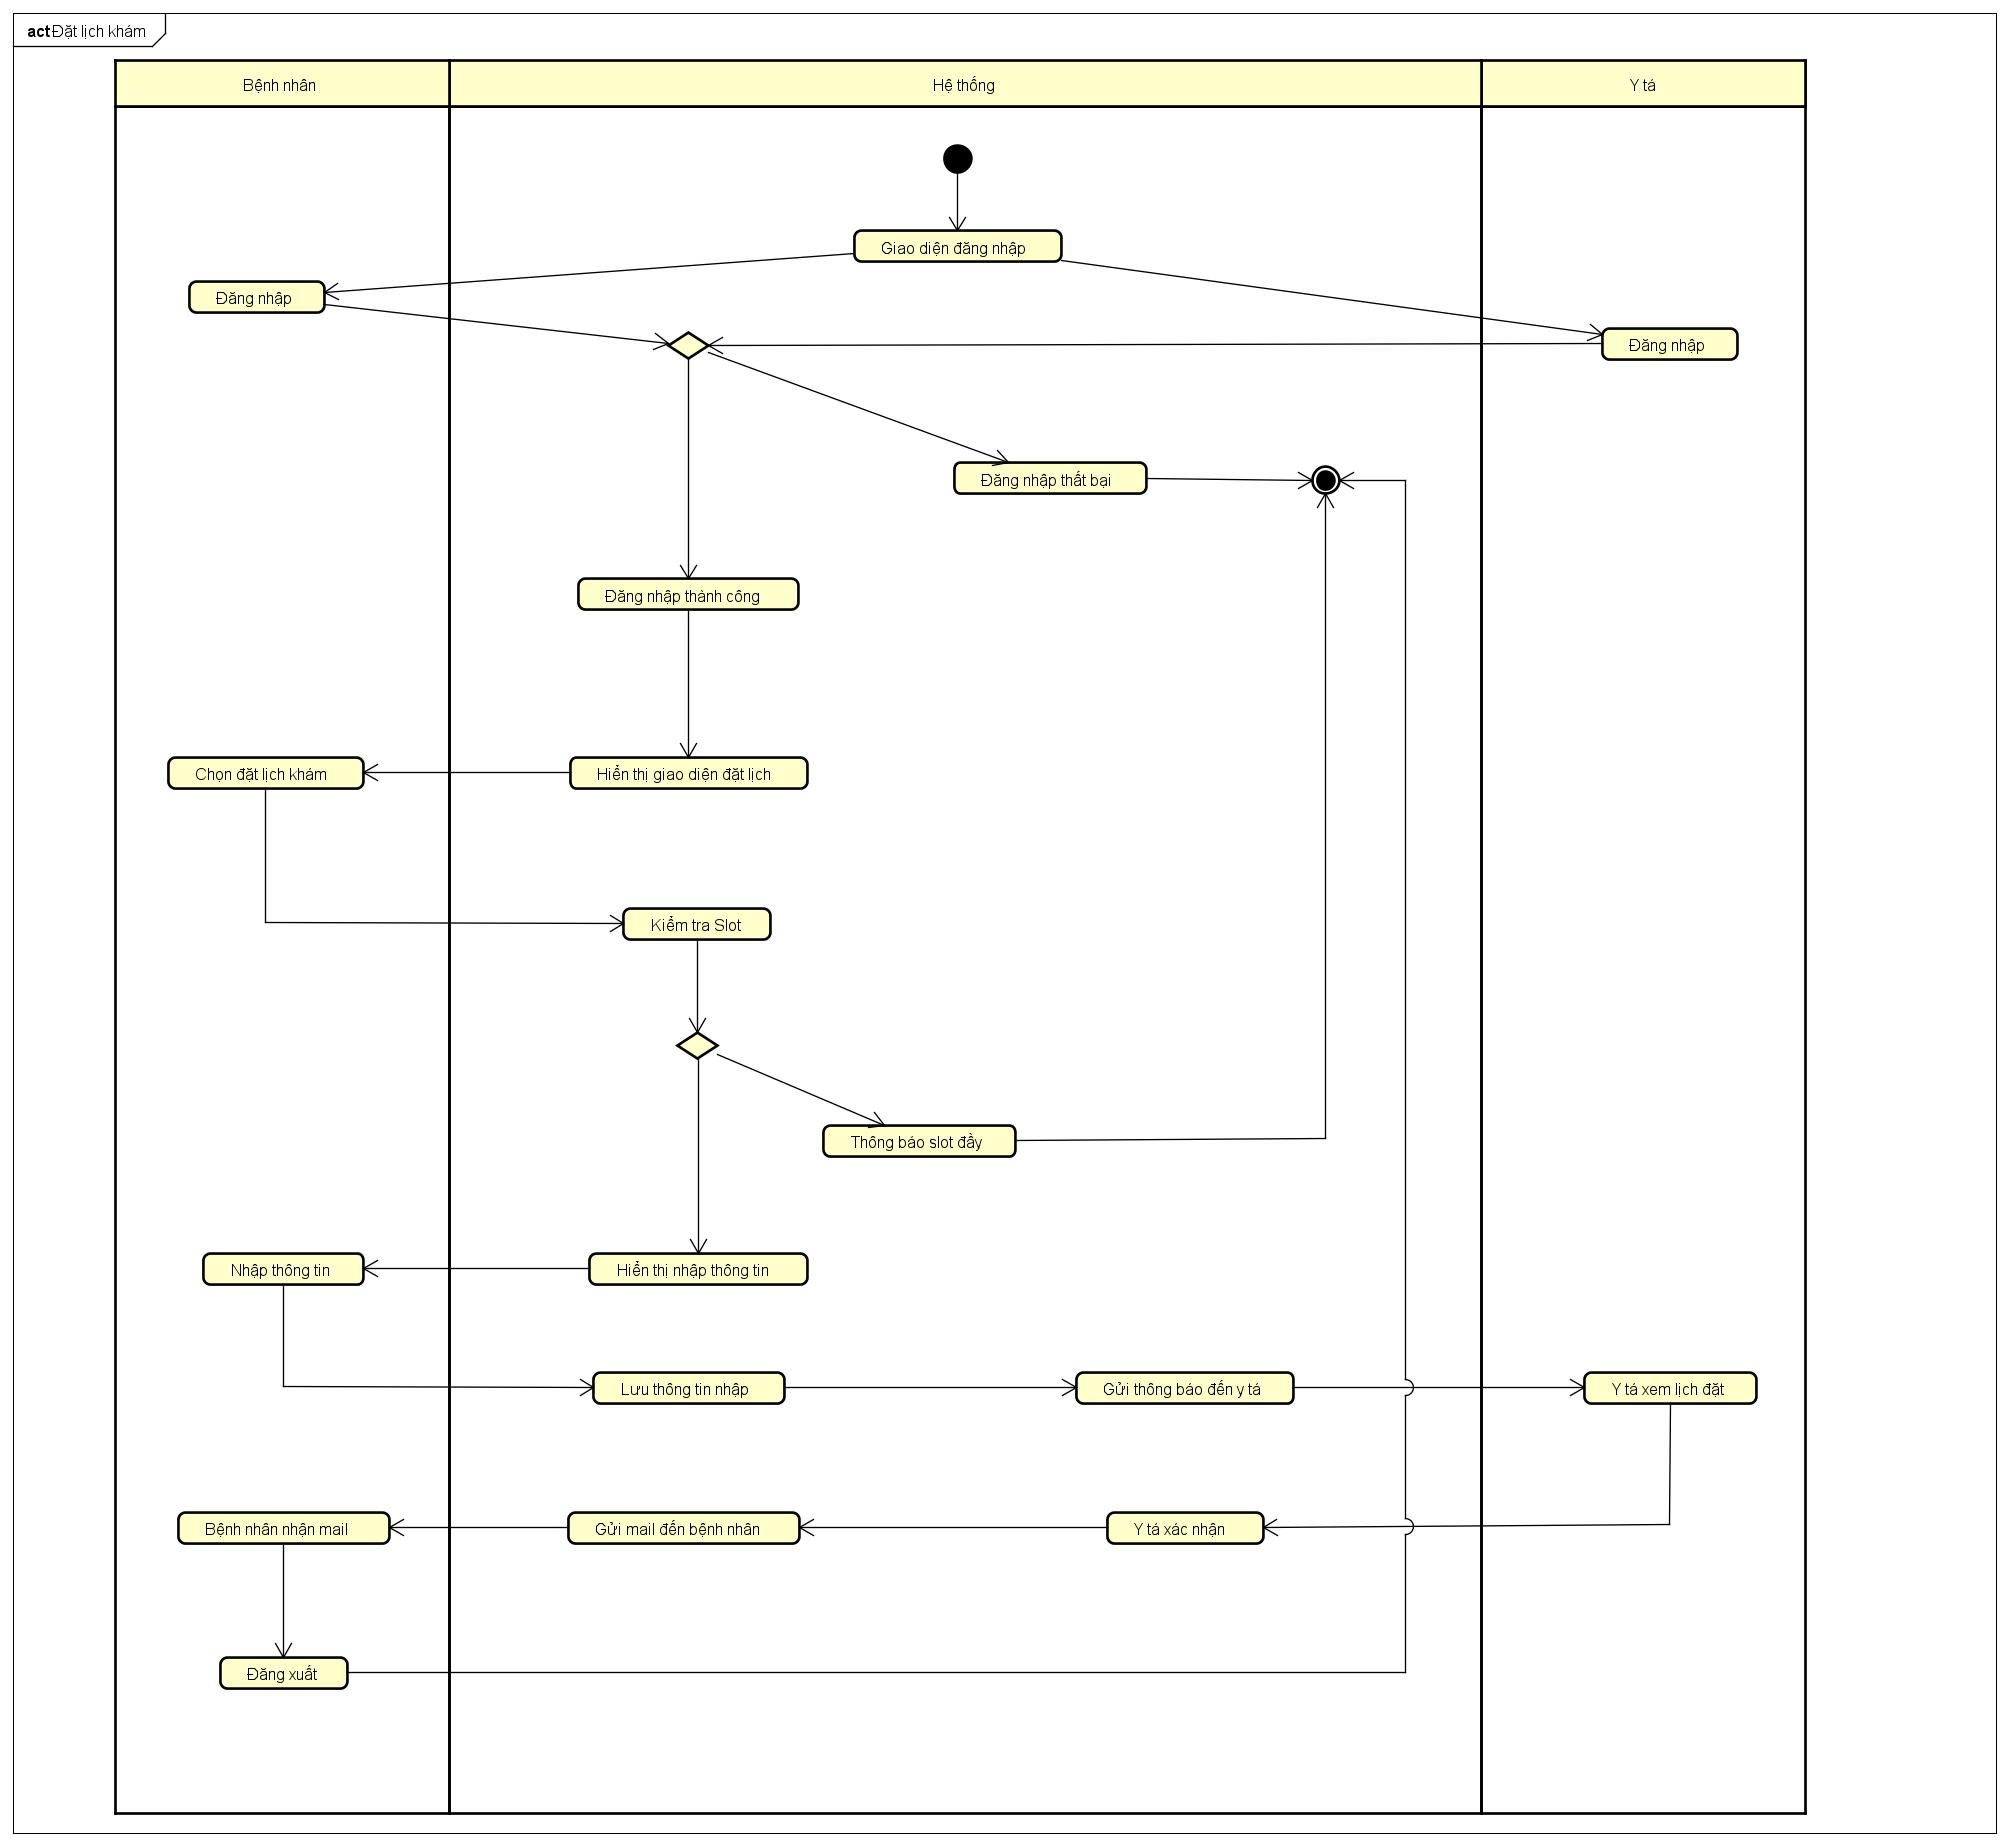 act Đặt lịch khám
Bệnh nhân
Hệ thống
Y tá
Giao diện đăng nhập
Đăng nhập
Đăng nhập
Đăng nhập thất bại
Đăng nhập thành công
Chọn đặt lịch khám
Hiển thị giao diện đặt lịch
Kiểm tra Slot
Thông báo slot đầy
Nhập thông tin
Hiển thị nhập thông tin
Lưu thông tin nhập
Gửi thông báo đến y tá
Y tá xem lịch đặt
Bệnh nhân nhận mail
Gửi mail đến bệnh nhân
Y tá xác nhận
Đăng xuất